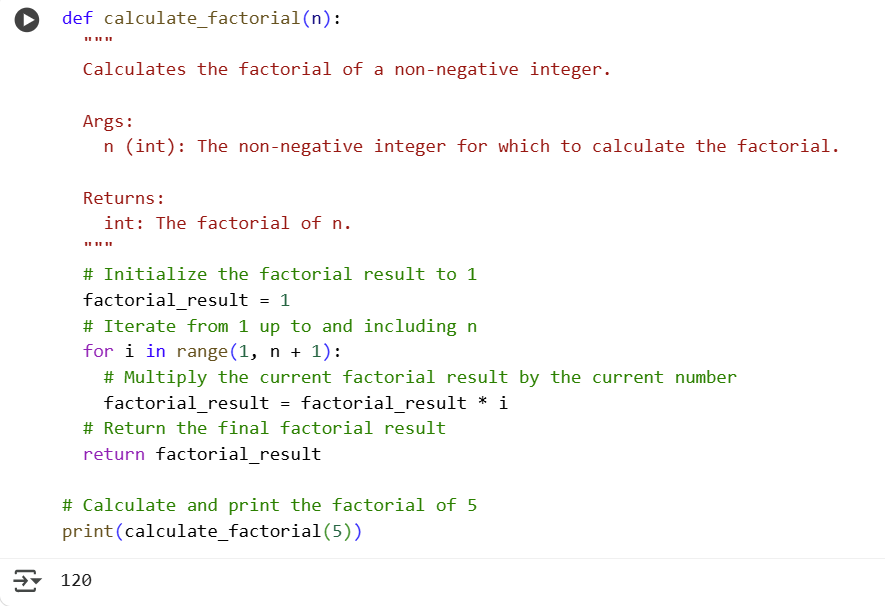 def calculate_factorial(n):
  """
  Calculates the factorial of a non-negative integer.

  Args:
    n (int): The non-negative integer for which to calculate the factorial.

  Returns:
    int: The factorial of n.
  """
  # Initialize the factorial result to 1
  factorial_result = 1
  # Iterate from 1 up to and including n
  for i in range(1, n + 1):
    # Multiply the current factorial result by the current number
    factorial_result = factorial_result * i
  # Return the final factorial result
  return factorial_result

# Calculate and print the factorial of 5
print(calculate_factorial(5))
120